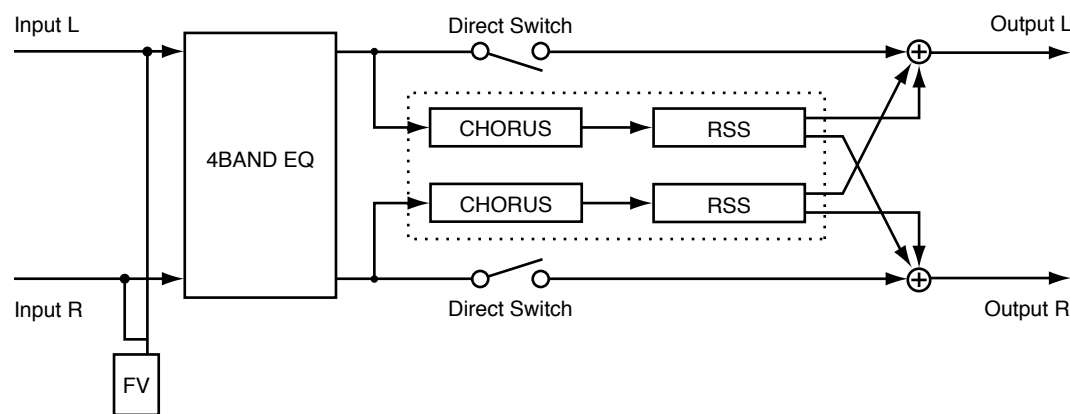 Input L
Direct Switch
Output L
CHORUS
RSS
4BAND EQ
CHORUS
RSS
Input R
Direct Switch
Output R
FV